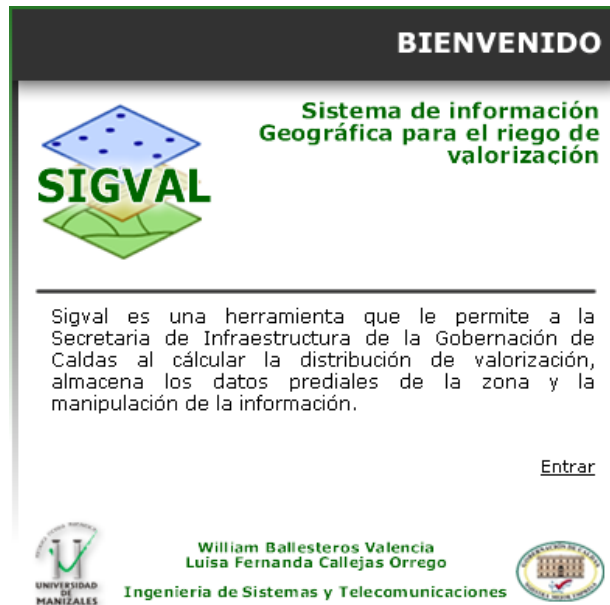 BIENVENIDO
Sistema de información
Geográfica para el riego de
valorización
SIGVAL
Sigval es una herramienta que le permite a la
Secretaria de Infraestructura de la Gobernación de
Caldas al cálcular la distribución de valorización,
almacena los datos prediales de la zona y la
manipulación de la información.
Entrar
William Ballesteros Valencia
Luisa Fernanda Callejas Orrego
Ingenieria de Sistemas y Telecomunicaciones
UNIVERSIDAD
DE
MANIZALES
GOBERNACIÓN DE CALDAS